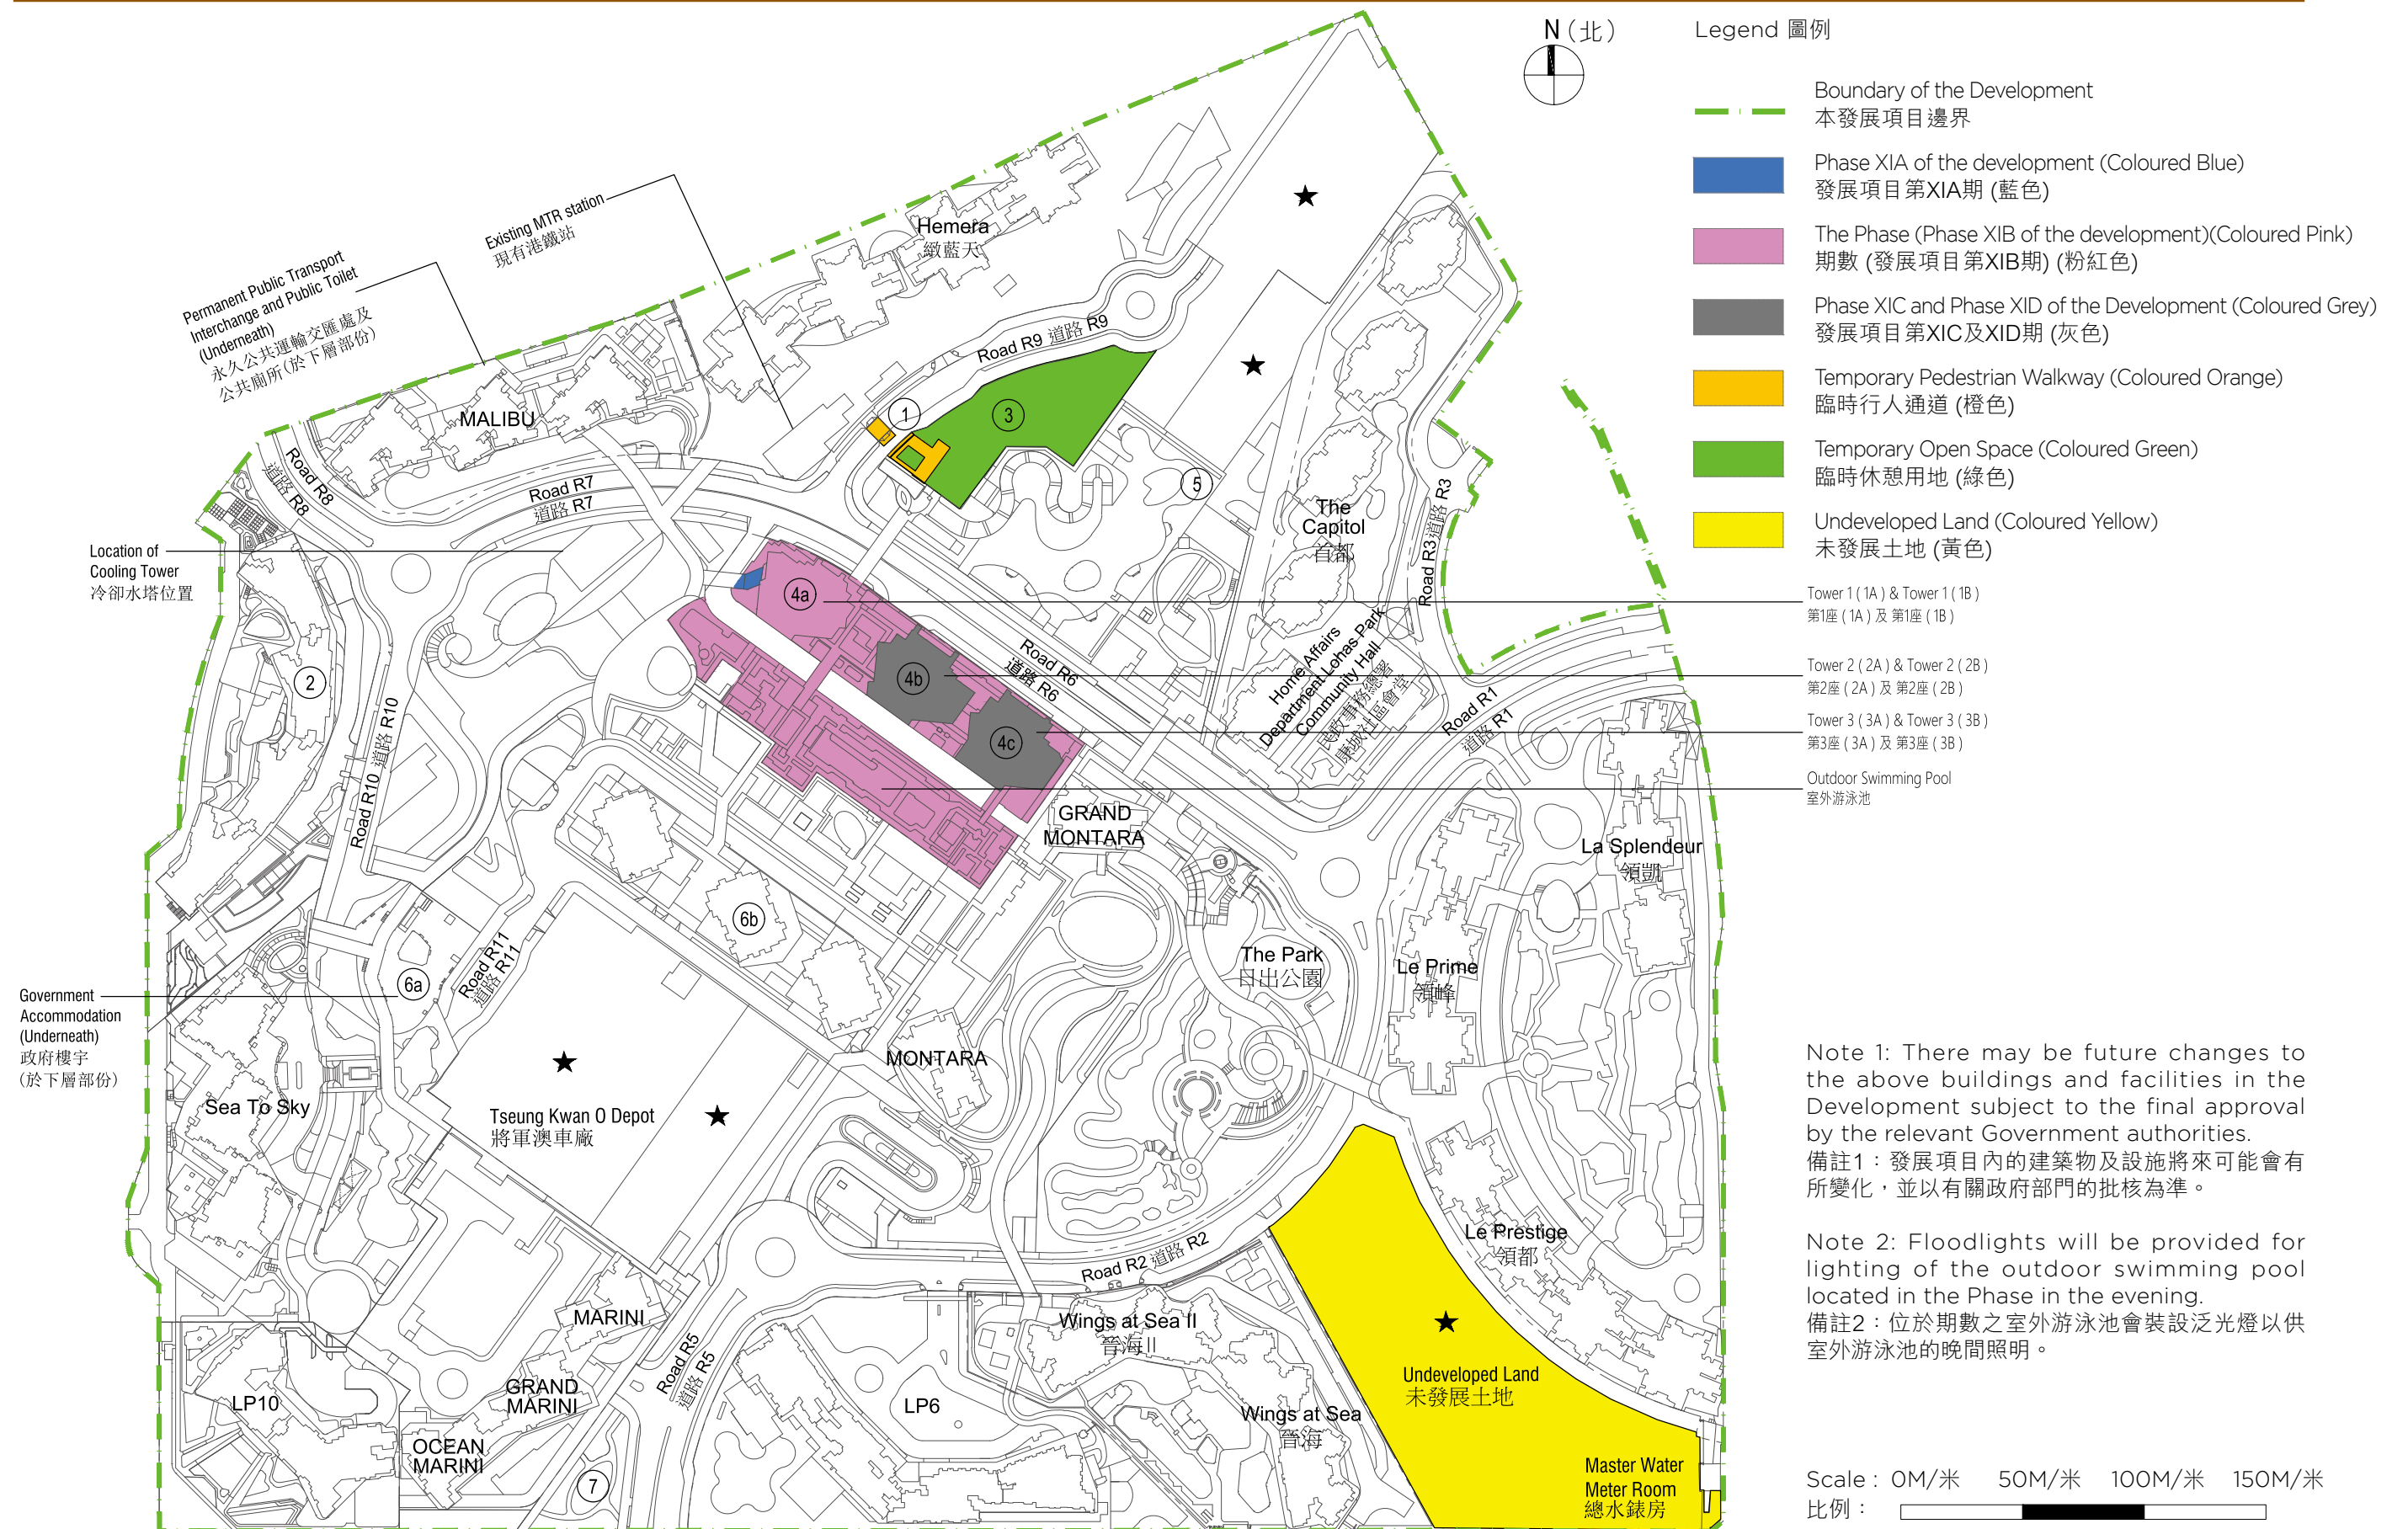 N（北）
Legend 圖例
Boundary of the Development
本發展項目邊界
Phase XIA of the development (Coloured Blue)
發展項目第XIA期 (藍色)
The Phase (Phase XIB of the development)(Coloured Pink)
期數 (發展項目第XIB期) (粉紅色)
Phase XIC and Phase XID of the Development (Coloured Grey)
發展項目第XIC及XID期 (灰色)
Temporary Pedestrian Walkway (Coloured Orange)
臨時行人通道 (橙色)
Temporary Open Space (Coloured Green)
臨時休憩用地 (綠色)
Undeveloped Land (Coloured Yellow)
未發展土地 (黃色)
Tower 1 ( 1A ) & Tower 1 ( 1B )
第1座 ( 1A ) 及 第1座 ( 1B )
Tower 2 ( 2A ) & Tower 2 ( 2B )
第2座 ( 2A ) 及 第2座 ( 2B )
Tower 3 ( 3A ) & Tower 3 ( 3B )
第3座 ( 3A ) 及 第3座 ( 3B )
Outdoor Swimming Pool
室外游泳池
Existing MTR station
現有港鐵站
Permanent Public Transport
Interchange and Public Toilet
(Underneath)
永久公共運輸交匯處及
公共廁所(於下層部份)
Hemera
緻藍天
MALIBU
Road R9 道路 R9
1
3
5
Road R8
道路 R8
Road R7
道路 R7
The
Capitol
首都
Road R3道路 R3
Location of
Cooling Tower
冷卻水塔位置
4a
4b
4c
2
Road R6
道路 R6
Home Affairs
Department Lohas Park
Community Hall
民政事務總署
康城社區會堂
Road R1
道路 R1
Road R10 道路 R10
GRAND
MONTARA
La Splendeur
領凱
6b
6a
Road R11
道路 R11
The Park
日出公園
Le Prime
領峰
Government
Accommodation
(Underneath)
政府樓宇
(於下層部份)
MONTARA
Sea To Sky
Tseung Kwan O Depot
將軍澳車廠
Road R2 道路 R2
Le Prestige
領都
MARINI
Wings at Sea II
晉海II
Road R5
道路 R5
GRAND
MARINI
LP10
LP6
OCEAN
MARINI
Wings at Sea
晉海
7
Undeveloped Land
未發展土地
Master Water
Meter Room
總水錶房
Note 1: There may be future changes to
the above buildings and facilities in the
Development subject to the final approval
by the relevant Government authorities.
備註1：發展項目內的建築物及設施將來可能會有
所變化，並以有關政府部門的批核為準。
Note 2: Floodlights will be provided for
lighting of the outdoor swimming pool
located in the Phase in the evening.
備註2：位於期數之室外游泳池會裝設泛光燈以供
室外游泳池的晚間照明。
Scale : 0M/米 50M/米 100M/米 150M/米
比例：